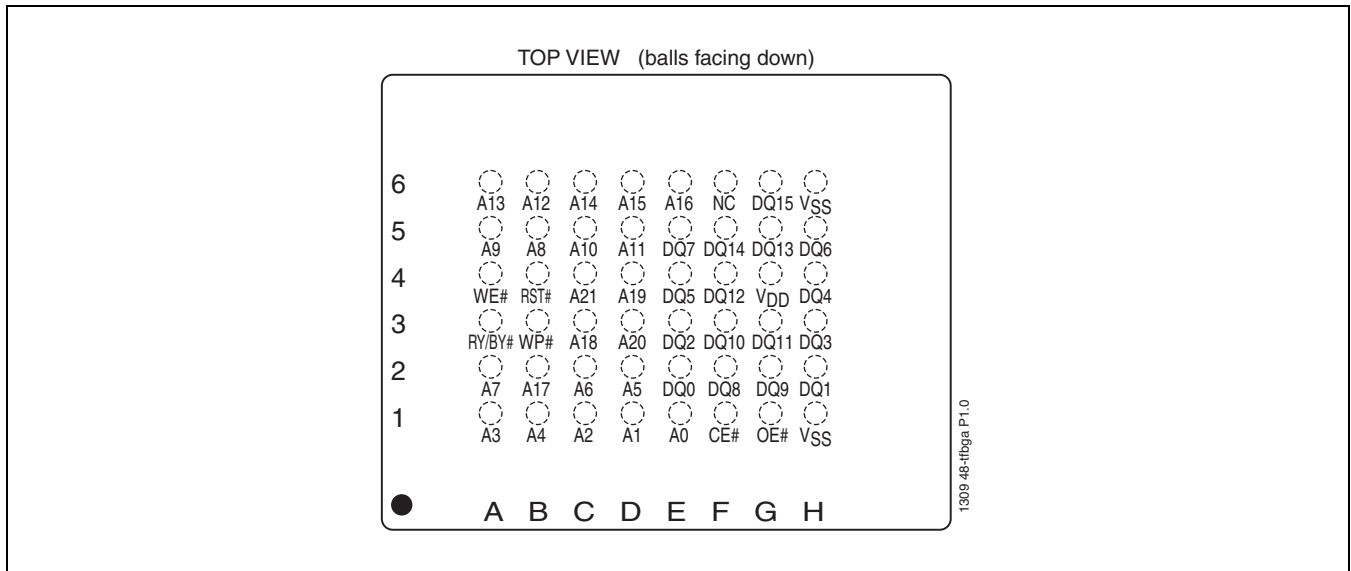 TOP VIEW (balls facing down)
6
A13 A12 A14 A15 A16 NC DQ15 VSS
5
A9 A8 A10 A11 DQ7 DQ14 DQ13 DQ6
4
WE# RST# A21 A19 DQ5 DQ12 VDD DQ4
3
RY/BY# WP# A18 A20 DQ2 DQ10 DQ11 DQ3
2
A7 A17 A6 A5 DQ0 DQ8 DQ9 DQ1
1
A3 A4 A2 A1 A0 CE# OE# VSS
A B C D E F G H
1309 48-tfbga P1.0